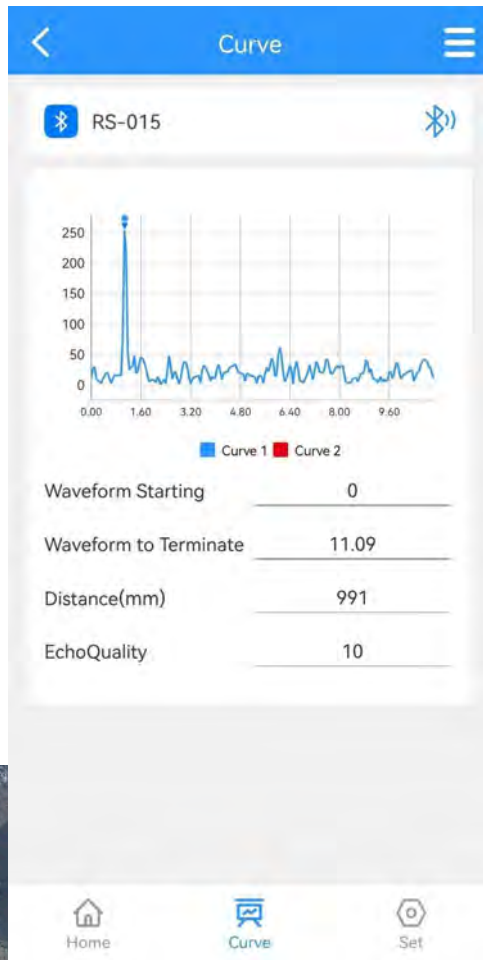 Curve
RS-015
250
200
150
100
50
0
0.00 1.60 3.20 4.80 6.40 8.00 9.60
Curve 1 Curve 2
Waveform Starting 0
Waveform to Terminate 11.09
Distance(mm) 991
EchoQuality 10
Home Curve Set